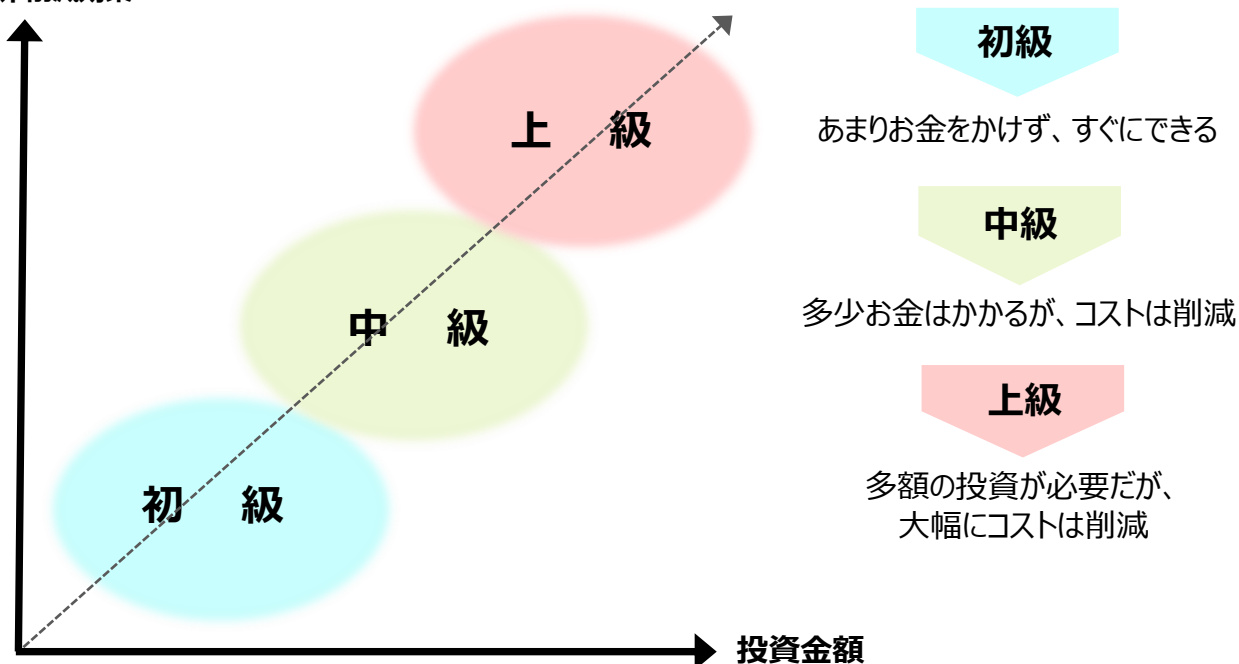 上 級
中 級
初 級
投資金額
初級
あまりお金をかけず、すぐにできる
中級
多少お金はかかるが、コストは削減
上級
多額の投資が必要だが、
大幅にコストは削減